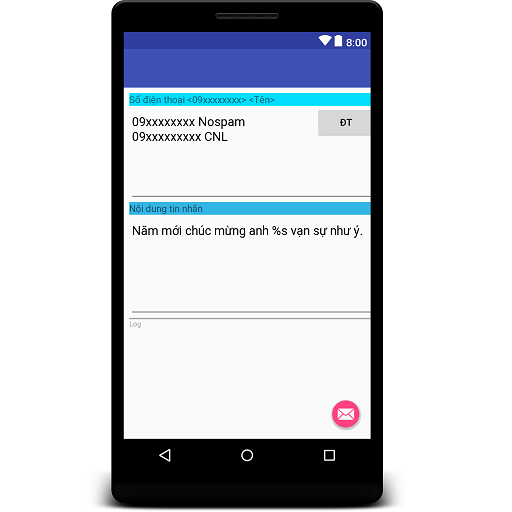 8:00
Số điện thoại <09xxxxxxxx> <Tên>
09xxxxxxxx Nospam
09xxxxxxxxx CNL
ĐT
Nội dung tin nhắn
Năm mới chúc mừng anh %s vạn sự như ý.
Log